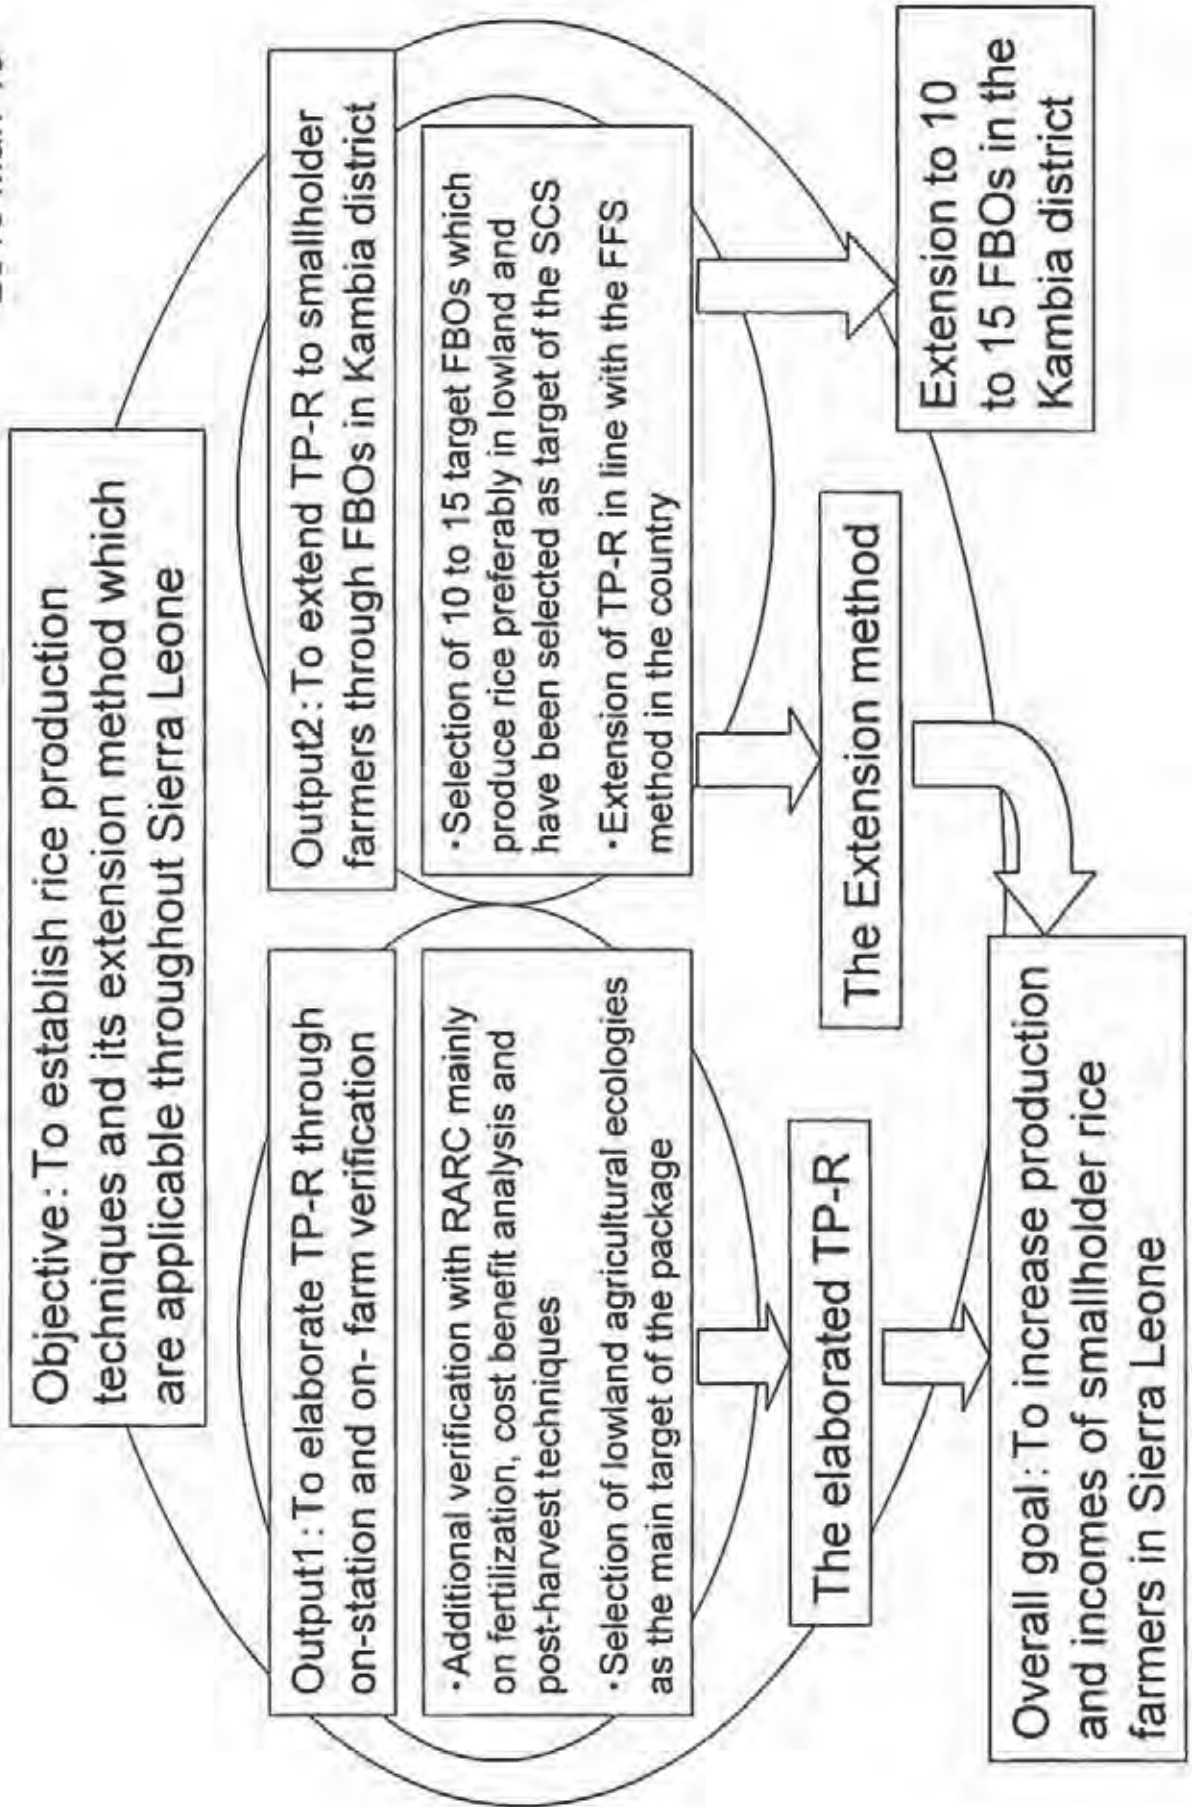 Objective : To establish rice production
techniques and its extension method which
are applicable throughout Sierra Leone
Output1 : To elaborate TP-R through
on-station and on- farm verification
・Additional verification with RARC mainly
on fertilization, cost benefit analysis and
post-harvest techniques
・Selection of lowland agricultural ecologies
as the main target of the package
The elaborated TP-R
Output2 : To extend TP-R to smallholder
farmers through FBOs in Kambia district
・Selection of 10 to 15 target FBOs which
produce rice preferably in lowland and
have been selected as target of the SCS
・Extension of TP-R in line with the FFS
method in the country
The Extension method
Extension to 10
to 15 FBOs in the
Kambia district
Overall goal : To increase production
and incomes of smallholder rice
farmers in Sierra Leone